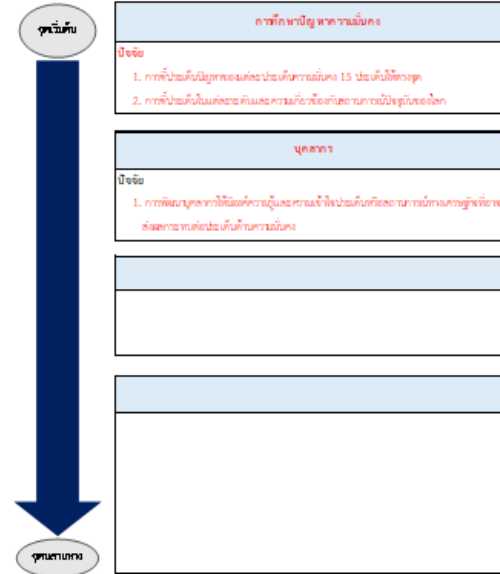 จุดเริ่มต้น
การศึกษาปัญหาความมั่นคง
ปัจจัย
1. การชี้ประเด็นปัญหาของแต่ละประเด็นความมั่นคง 15 ประเด็นให้ตรงจุด
2. การชี้ประเด็นในแต่ละระดับและความเกี่ยวข้องกับสถานการณ์ปัจจุบันของโลก
บุคลากร
ปัจจัย
1. การพัฒนาบุคลากรให้มีองค์ความรู้และความเข้าใจประเด็นหรือสถานการณ์ทางเศรษฐกิจที่อาจ
ส่งผลกระทบต่อประเด็นด้านความมั่นคง
จุดหมายปลายทาง